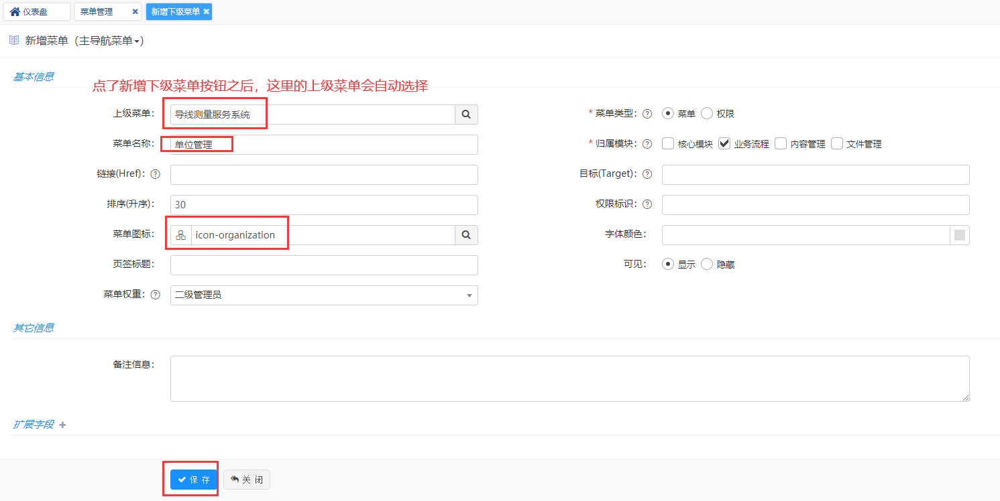 仪表盘 菜单管理 新增下级菜单
新增菜单（主导航菜单）
基本信息
点了新增下级菜单按钮之后，这里的上级菜单会自动选择
上级菜单： 导线测量服务系统 * 菜单类型： 菜单 权限
菜单名称： 单位管理 * 归属模块： 核心模块 业务流程 内容管理 文件管理
链接(Href)： 目标(Target)：
排序(升序)： 30 权限标识：
菜单图标： icon-organization 字体颜色：
页签标题： 可见： 显示 隐藏
菜单权重： 二级管理员
其它信息
备注信息：
扩展字段
保 存 关 闭